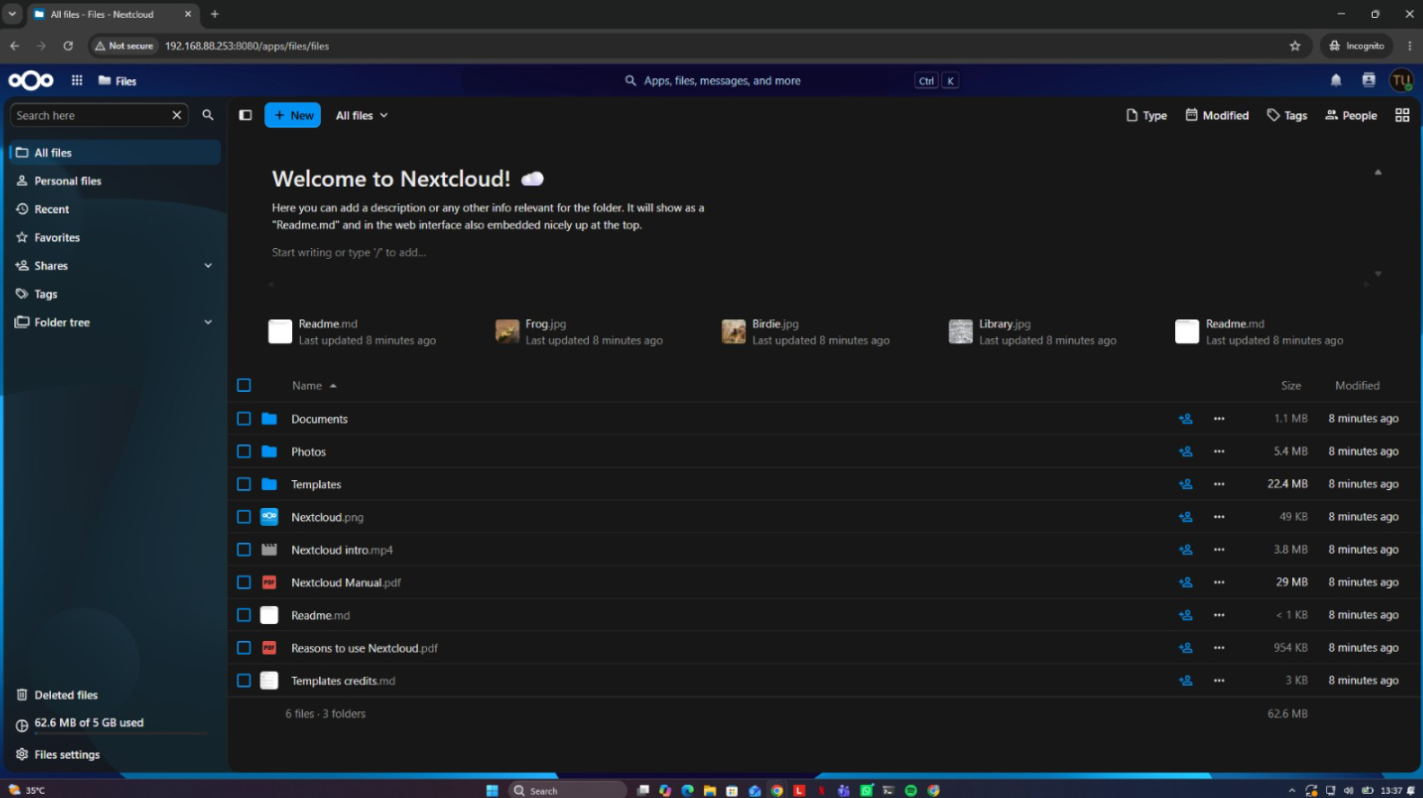 All files - Files - Nextcloud
Not secure 192.168.88.253:8080/apps/files/files
Incognito
Files
Apps, files, messages, and more
Ctrl K
TU
Search here
+ New
All files
Type
Modified
Tags
People
All files
Personal files
Recent
Favorites
Shares
Tags
Folder tree
Welcome to Nextcloud!
Here you can add a description or any other info relevant for the folder. It will show as a
"Readme.md" and in the web interface also embedded nicely up at the top.
Start writing or type '/' to add...
Readme.md
Last updated 8 minutes ago
Frog.jpg
Last updated 8 minutes ago
Birdie.jpg
Last updated 8 minutes ago
Library.jpg
Last updated 8 minutes ago
Readme.md
Last updated 8 minutes ago
Name Size Modified
Documents 1.1 MB 8 minutes ago
Photos 5.4 MB 8 minutes ago
Templates 22.4 MB 8 minutes ago
Nextcloud.png 49 KB 8 minutes ago
Nextcloud intro.mp4 3.8 MB 8 minutes ago
PDF Nextcloud Manual.pdf 29 MB 8 minutes ago
Readme.md < 1 KB 8 minutes ago
PDF Reasons to use Nextcloud.pdf 954 KB 8 minutes ago
Templates credits.md 3 KB 8 minutes ago
6 files · 3 folders 62.6 MB
Deleted files
62.6 MB of 5 GB used
Files settings
35°C
Search
L
N
13:37